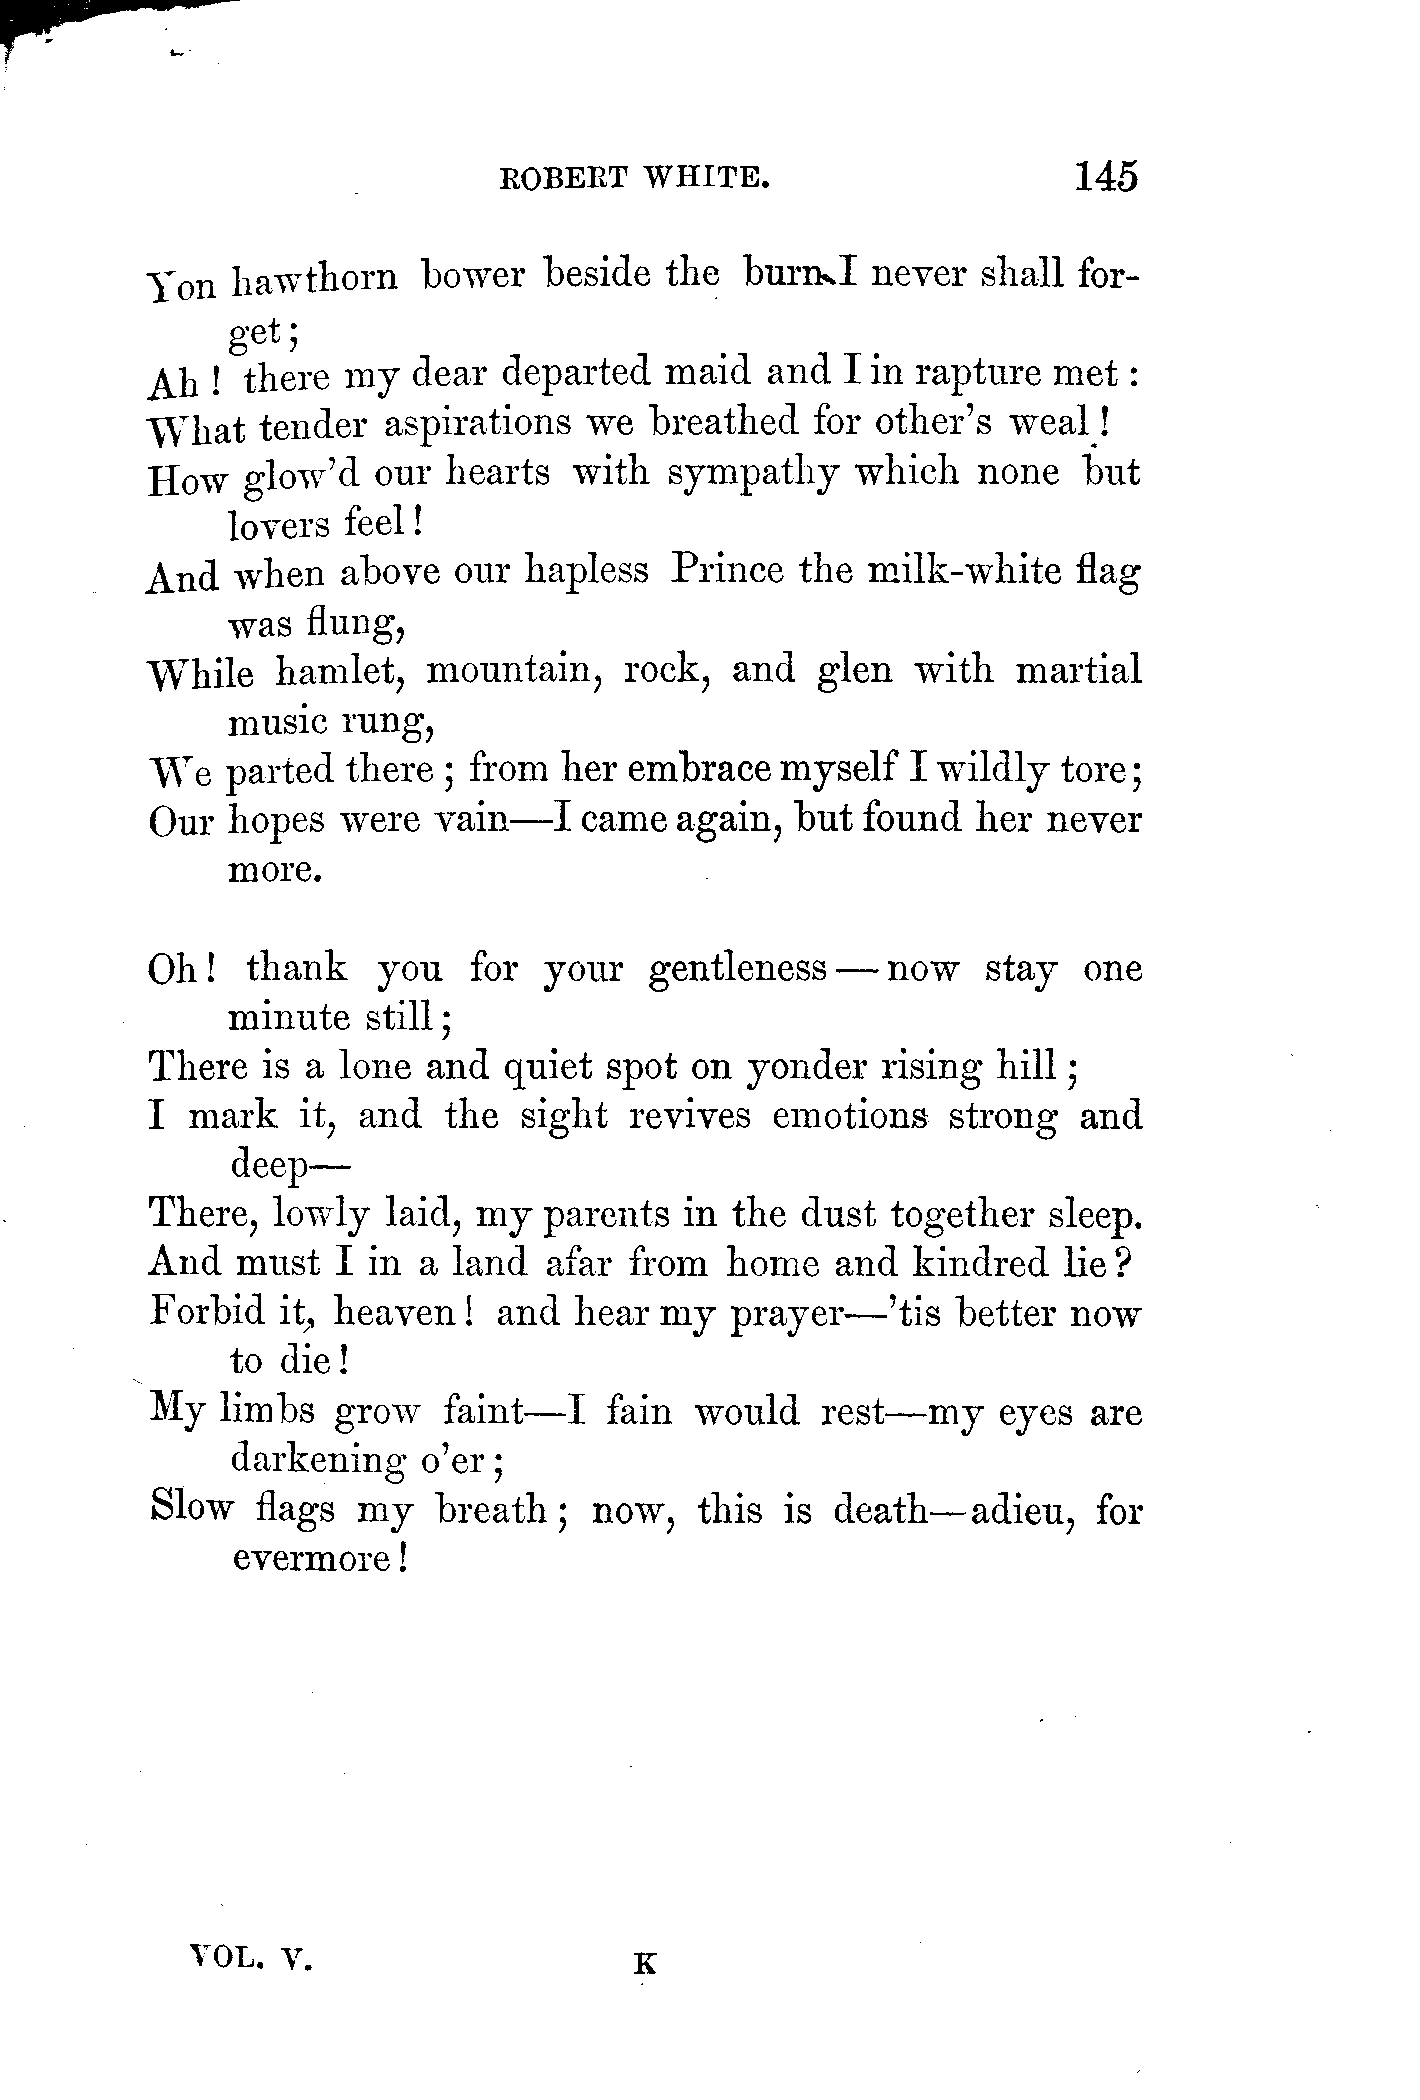 ROBERT WHITE. 145
Yon hawthorn bower beside the burn I never shall for-
get;
Ah! there my dear departed maid and I in rapture met:
What tender aspirations we breathed for other's weal!
How glow'd our hearts with sympathy which none but
lovers feel!
And when above our hapless Prince the milk-white flag
was flung,
While hamlet, mountain, rock, and glen with martial
music rung,
We parted there; from her embrace myself I wildly tore;
Our hopes were vain—I came again, but found her never
more.
Oh! thank you for your gentleness—now stay one
minute still;
There is a lone and quiet spot on yonder rising hill;
I mark it, and the sight revives emotions strong and
deep—
There, lowly laid, my parents in the dust together sleep.
And must I in a land afar from home and kindred lie?
Forbid it, heaven! and hear my prayer—'tis better now
to die!
My limbs grow faint—I fain would rest—my eyes are
darkening o'er;
Slow flags my breath; now, this is death—adieu, for
evermore!
VOL. V. K